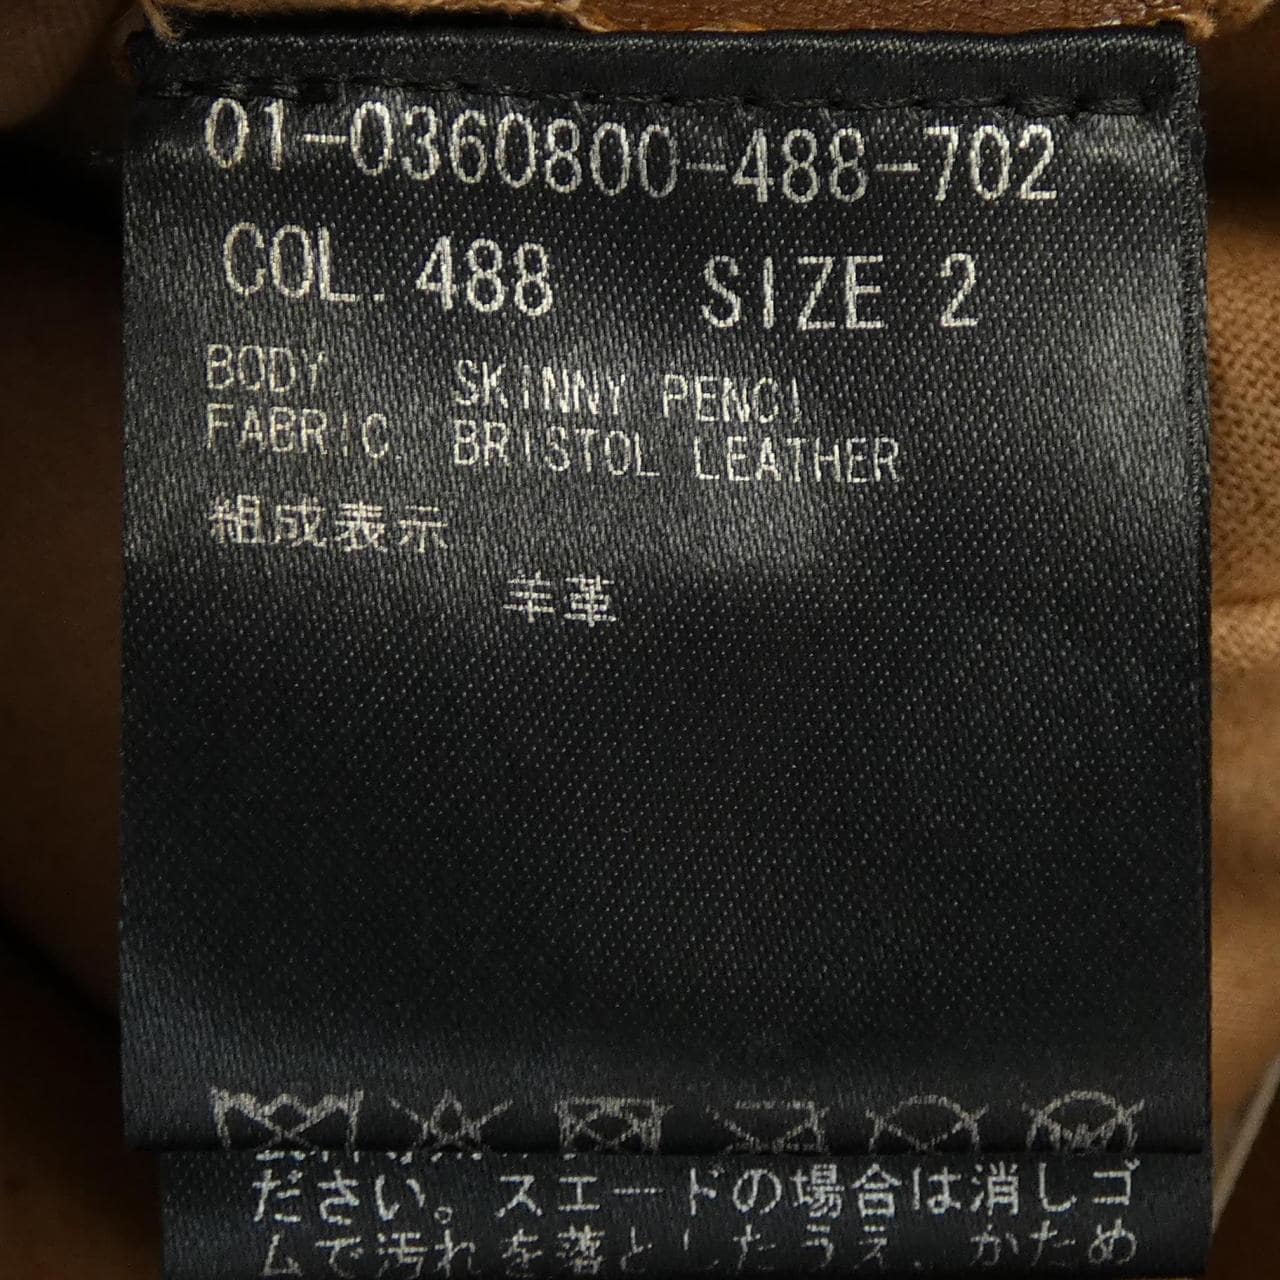 01-0360800-488-702
COL. 488 SIZE 2
BODY SKINNY PENCI
FABRIC. BRISTOL LEATHER
組成表示
羊革
ださい。スエードの場合は消しゴ
ムで汚れを落としたうえ、かため